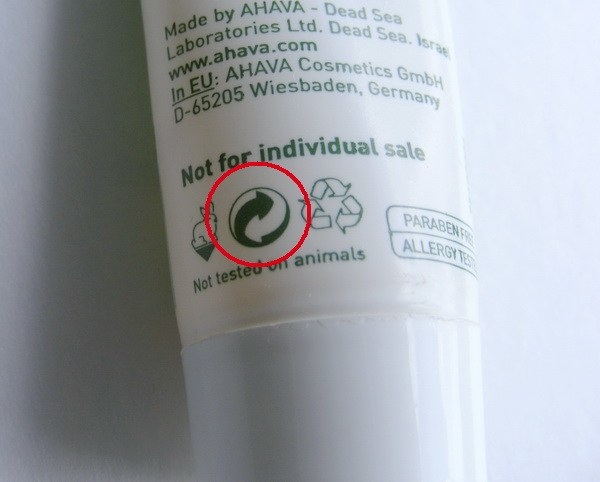 Made by AHAVA - Dead Sea
Laboratories Ltd. Dead Sea. Israel
www.ahava.com
In EU: AHAVA Cosmetics GmbH
D-65205 Wiesbaden, Germany
Not for individual sale
Not tested on animals
PARABEN FREE
ALLERGY